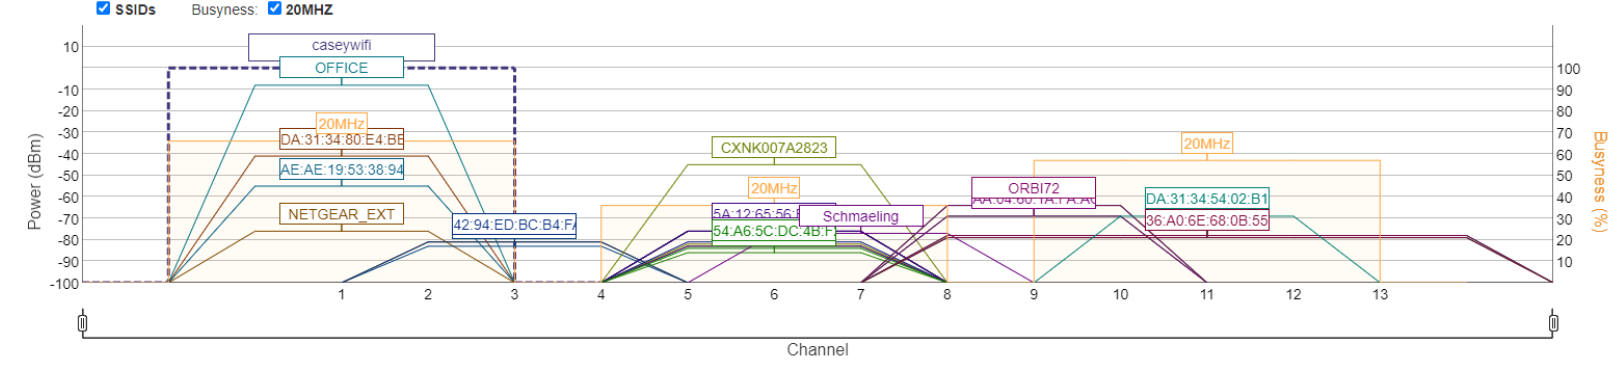 SSIDs Busyness: 20MHZ
caseywifi
OFFICE
20MHz
DA:31:34:80:E4:BE
AE:AE:19:53:38:94
NETGEAR_EXT
42:94:ED:BC:B4:FA
CXNK007A2823
20MHz
5A:12:65:56:
Schmaeling
54:A6:5C:DC:4B:F
20MHz
ORBI72
DA:31:34:54:02:B1
36:A0:6E:68:0B:55
Power (dBm)
10
-10
-20
-30
-40
-50
-60
-70
-80
-90
-100
100
90
80
70
60
50
40
30
20
10
Busyness (%)
1 2 3 4 5 6 7 8 9 10 11 12 13
Channel